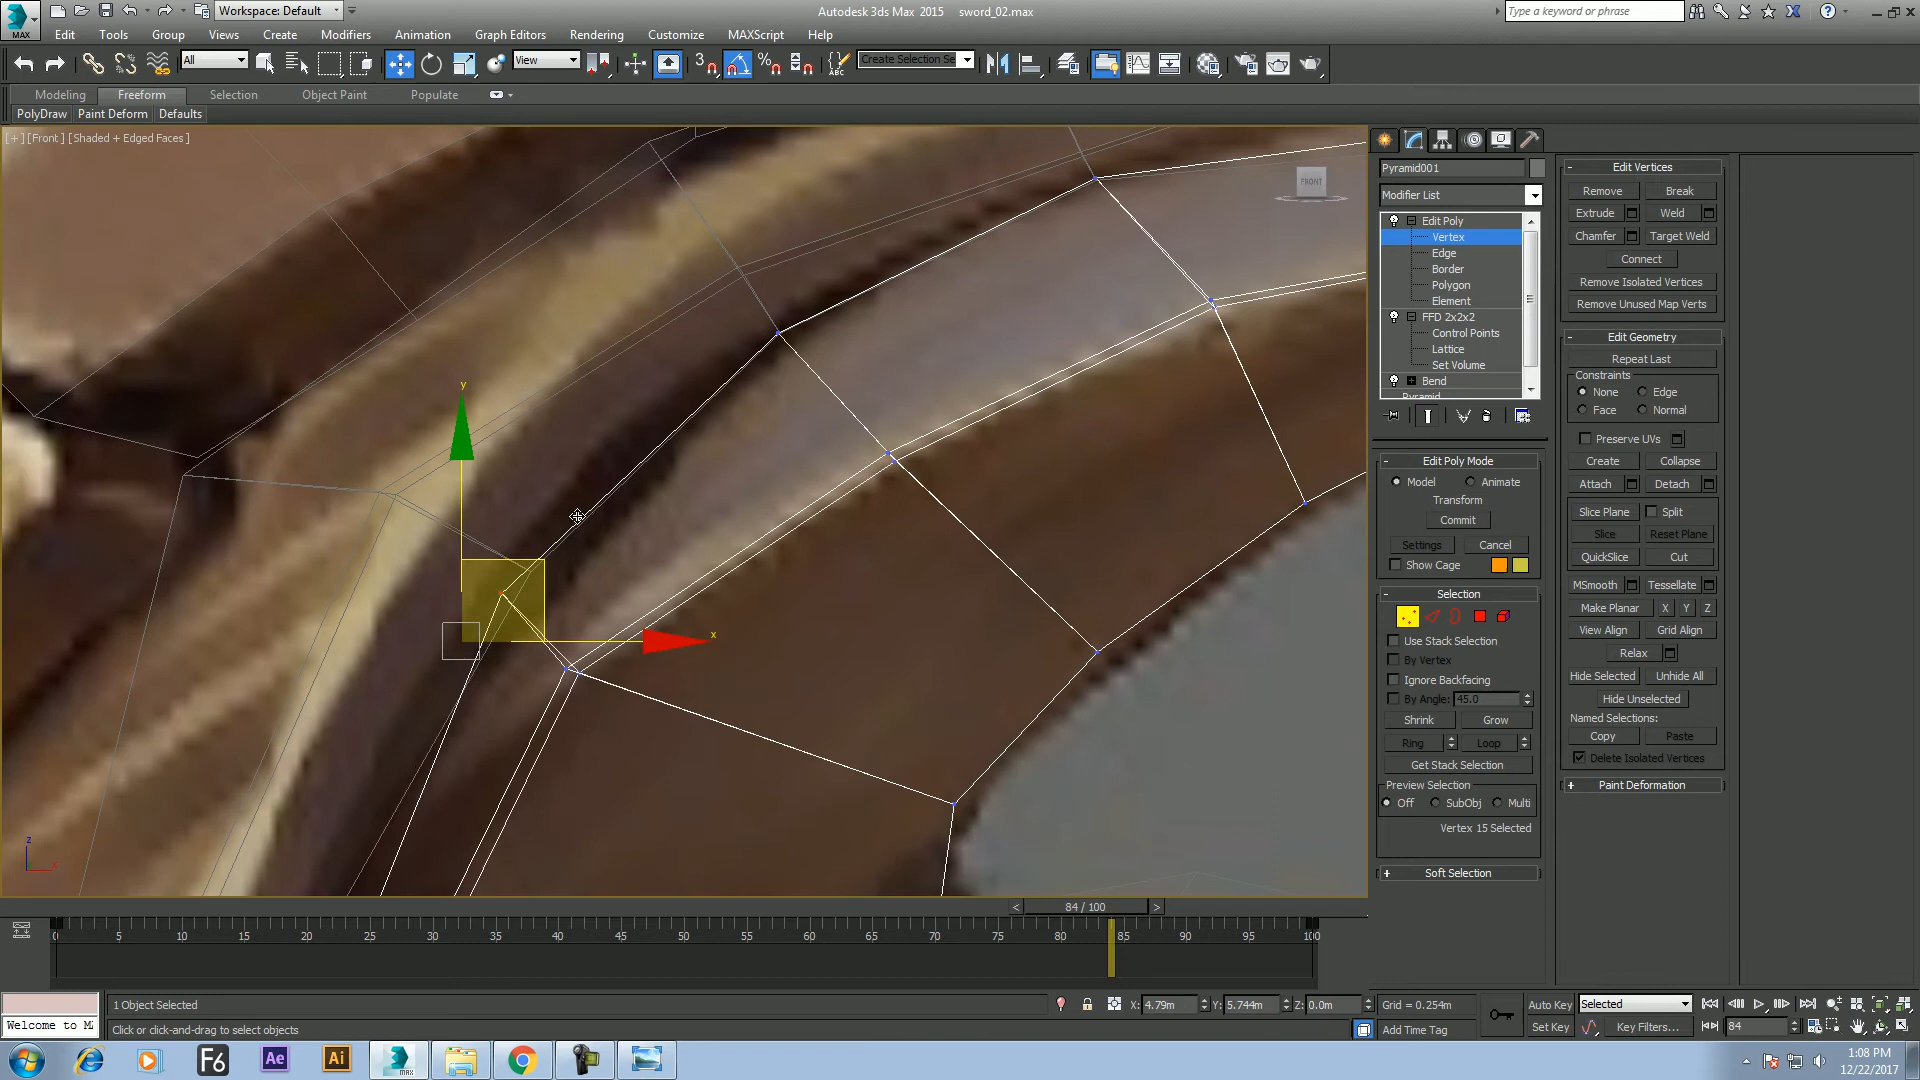 Workspace: Default
Autodesk 3ds Max 2015 sword_02.max
Type a keyword or phrase
MAX
Edit Tools Group Views Create Modifiers Animation Graph Editors Rendering Customize MAXScript Help
All View 3 ABC Create Selection Se
Modeling Freeform Selection Object Paint Populate
PolyDraw Paint Deform Defaults
[+] [Front] [Shaded + Edged Faces]
FRONT
y
x
z
Pyramid001
Modifier List
Edit Poly
Vertex
Edge
Border
Polygon
Element
FFD 2x2x2
Control Points
Lattice
Set Volume
Bend
Pyramid
Edit Poly Mode
Model Animate
Transform
Commit
Settings Cancel
Show Cage
Selection
Use Stack Selection
By Vertex
Ignore Backfacing
By Angle: 45.0
Shrink Grow
Ring Loop
Get Stack Selection
Preview Selection
Off SubObj Multi
Vertex 15 Selected
Soft Selection
Edit Vertices
Remove Break
Extrude Weld
Chamfer Target Weld
Connect
Remove Isolated Vertices
Remove Unused Map Verts
Edit Geometry
Repeat Last
Constraints
None Edge
Face Normal
Preserve UVs
Create Collapse
Attach Detach
Slice Plane Split
Slice Reset Plane
QuickSlice Cut
MSmooth Tessellate
Make Planar X Y Z
View Align Grid Align
Relax
Hide Selected Unhide All
Hide Unselected
Named Selections:
Copy Paste
Delete Isolated Vertices
Paint Deformation
< 84 / 100 >
0 5 10 15 20 25 30 35 40 45 50 55 60 65 70 75 80 85 90 95 100
1 Object Selected
X: 4.79m Y: 5.744m Z: 0.0m Grid = 0.254m Auto Key Selected
Welcome to M
Click or click-and-drag to select objects
Add Time Tag Set Key Key Filters... 84
F6 Ae Ai MAX
1:08 PM
12/22/2017